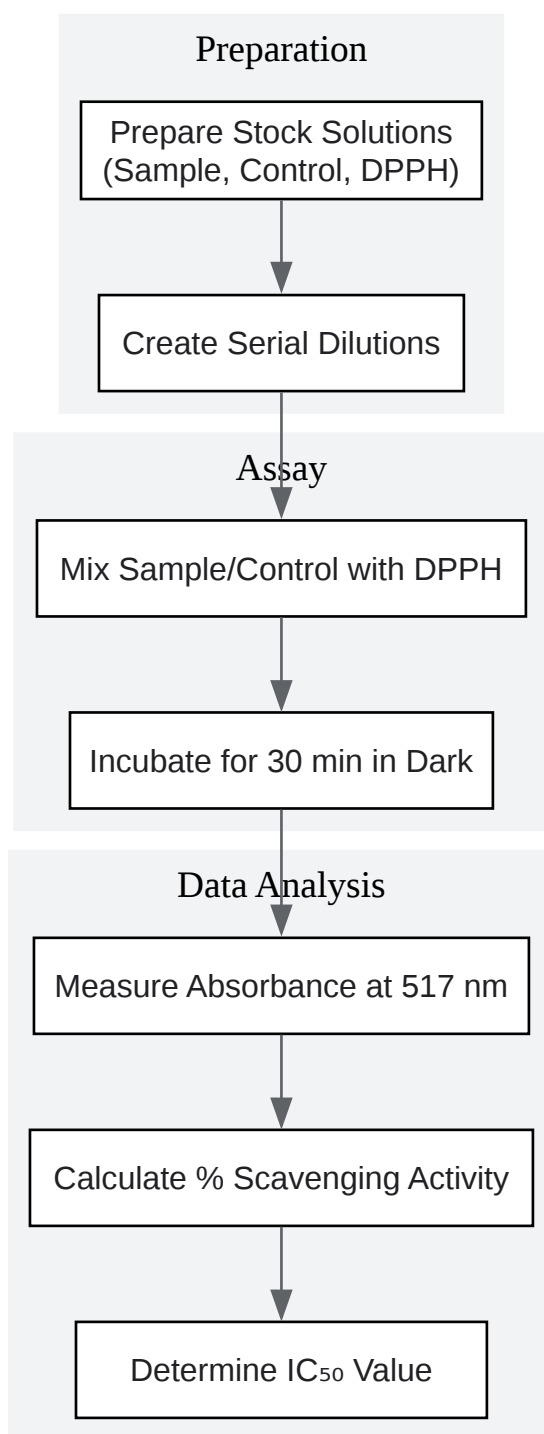 Preparation
Prepare Stock Solutions
(Sample, Control, DPPH)
Create Serial Dilutions
Assay
Mix Sample/Control with DPPH
Incubate for 30 min in Dark
Data Analysis
Measure Absorbance at 517 nm
Calculate % Scavenging Activity
Determine IC₅₀ Value